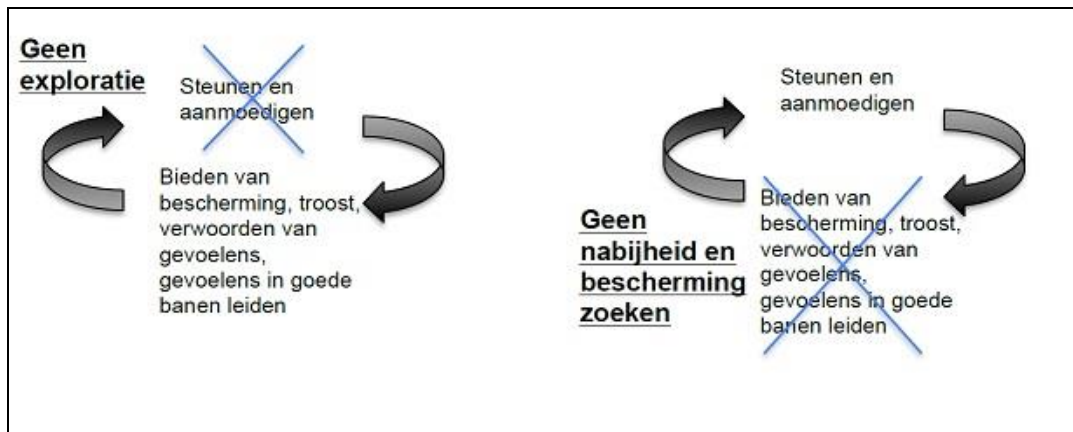 Geen
exploratie
Steunen en
aanmoedigen
Bieden van
bescherming, troost,
verwoorden van
gevoelens,
gevoelens in goede
banen leiden
Steunen en
aanmoedigen
Geen
nabijheid en
bescherming
zoeken
Bieden van
bescherming, troost,
verwoorden van
gevoelens,
gevoelens in goede
banen leiden